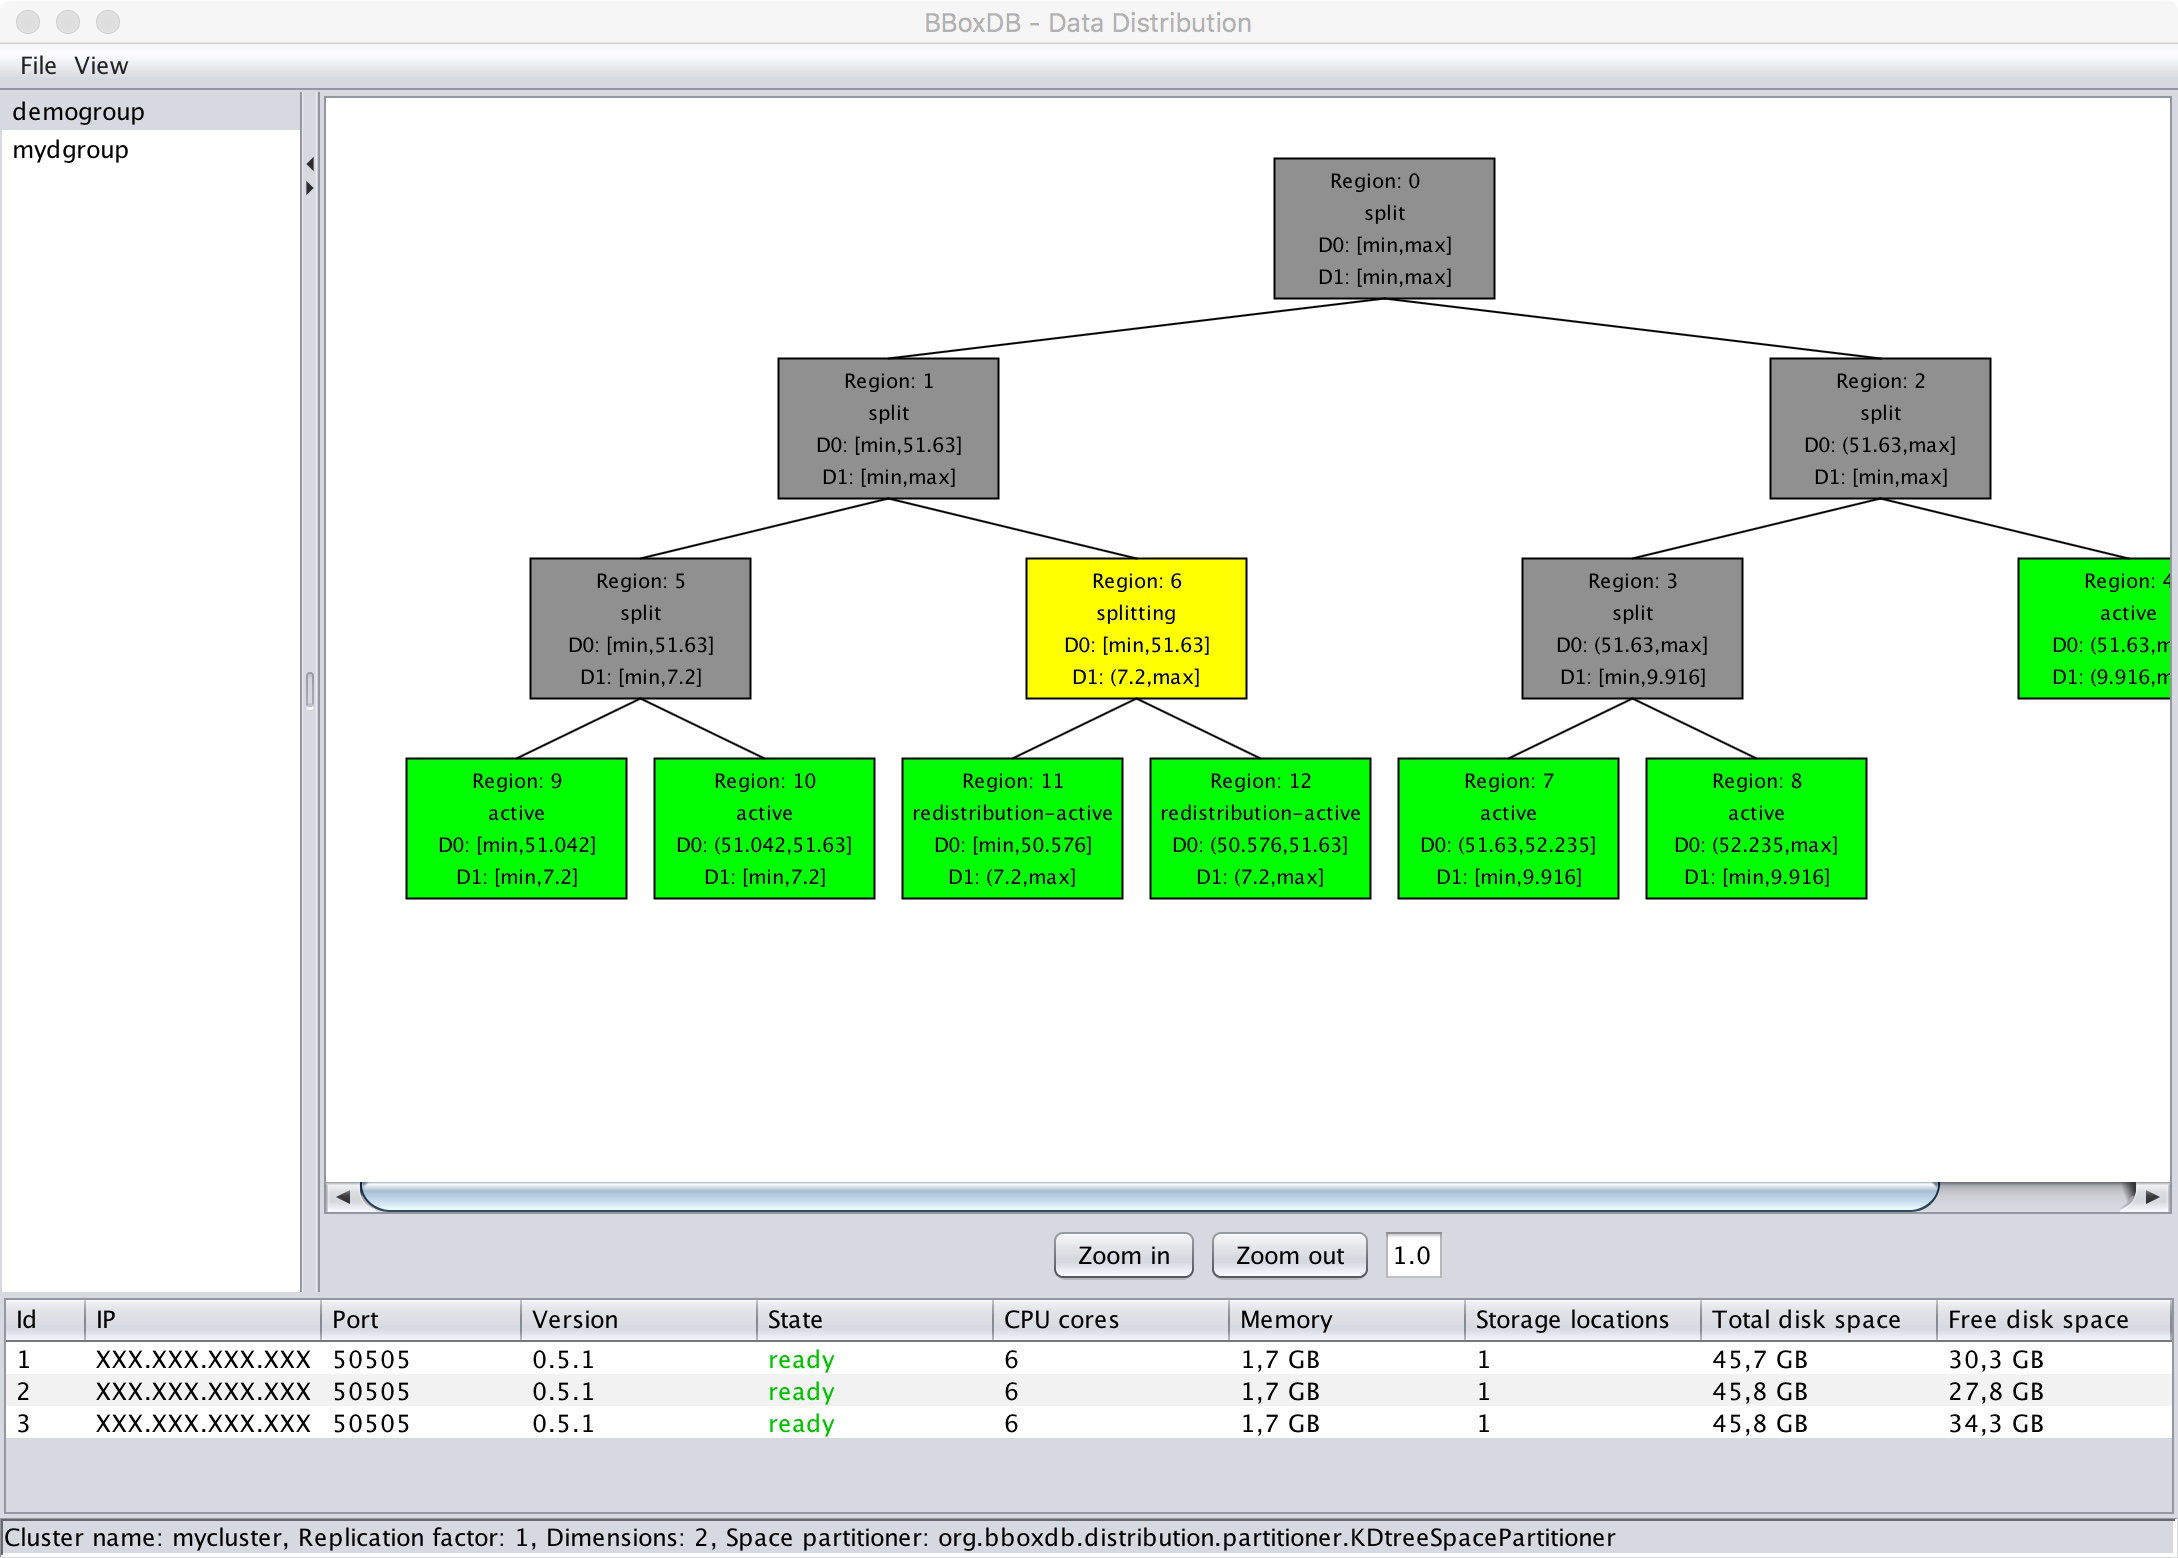 BBoxDB - Data Distribution
File View
demogroup
mydgroup
Region: 0
split
D0: [min,max]
D1: [min,max]
Region: 1
split
D0: [min,51.63]
D1: [min,max]
Region: 2
split
D0: (51.63,max]
D1: [min,max]
Region: 5
split
D0: [min,51.63]
D1: [min,7.2]
Region: 6
splitting
D0: [min,51.63]
D1: (7.2,max]
Region: 3
split
D0: (51.63,max]
D1: [min,9.916]
Region: 4
active
D0: (51.63,m
D1: (9.916,m
Region: 9
active
D0: [min,51.042]
D1: [min,7.2]
Region: 10
active
D0: (51.042,51.63]
D1: [min,7.2]
Region: 11
redistribution-active
D0: [min,50.576]
D1: (7.2,max]
Region: 12
redistribution-active
D0: (50.576,51.63]
D1: (7.2,max]
Region: 7
active
D0: (51.63,52.235]
D1: [min,9.916]
Region: 8
active
D0: (52.235,max]
D1: [min,9.916]
Zoom in Zoom out 1.0
Id IP Port Version State CPU cores Memory Storage locations Total disk space Free disk space
1 XXX.XXX.XXX.XXX 50505 0.5.1 ready 6 1,7 GB 1 45,7 GB 30,3 GB
2 XXX.XXX.XXX.XXX 50505 0.5.1 ready 6 1,7 GB 1 45,8 GB 27,8 GB
3 XXX.XXX.XXX.XXX 50505 0.5.1 ready 6 1,7 GB 1 45,8 GB 34,3 GB
Cluster name: mycluster, Replication factor: 1, Dimensions: 2, Space partitioner: org.bboxdb.distribution.partitioner.KDtreeSpacePartitioner